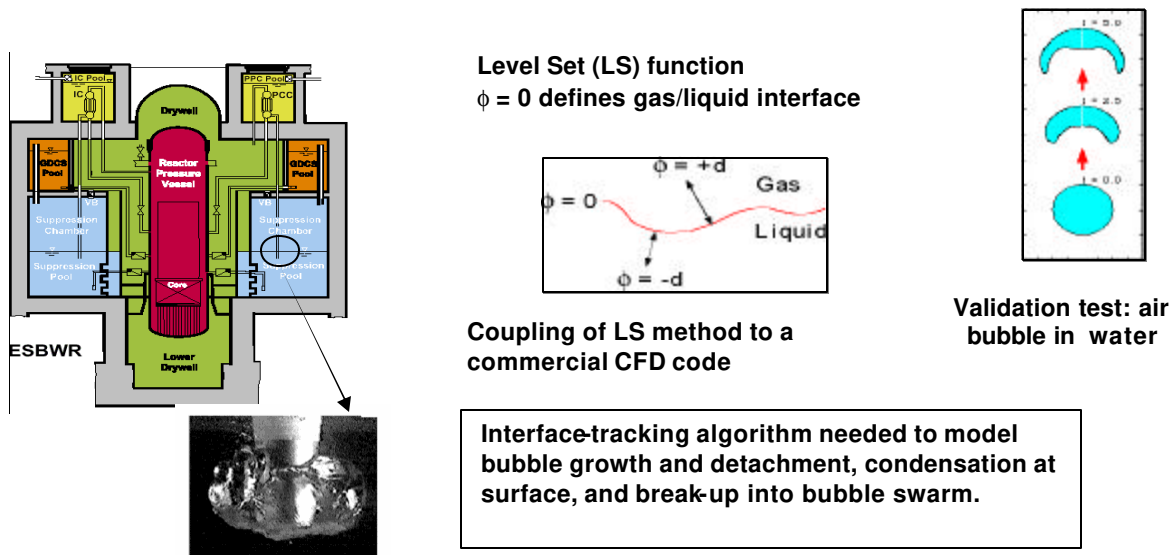 IC Pool
IC
PPC Pool
PCC
Drywell
GDCS
Pool
Reactor
Pressure
Vessel
GDCS
Pool
VB
VB
Suppression
Chamber
Suppression
Chamber
Suppression
Pool
Suppression
Pool
Core
Lower
Drywell
ESBWR
Level Set (LS) function
ϕ = 0 defines gas/liquid interface
ϕ = +d
Gas
ϕ = 0
Liquid
ϕ = -d
Coupling of LS method to a
commercial CFD code
t = 5.0
t = 2.5
t = 0.0
Validation test: air
bubble in water
Interface-tracking algorithm needed to model
bubble growth and detachment, condensation at
surface, and break-up into bubble swarm.